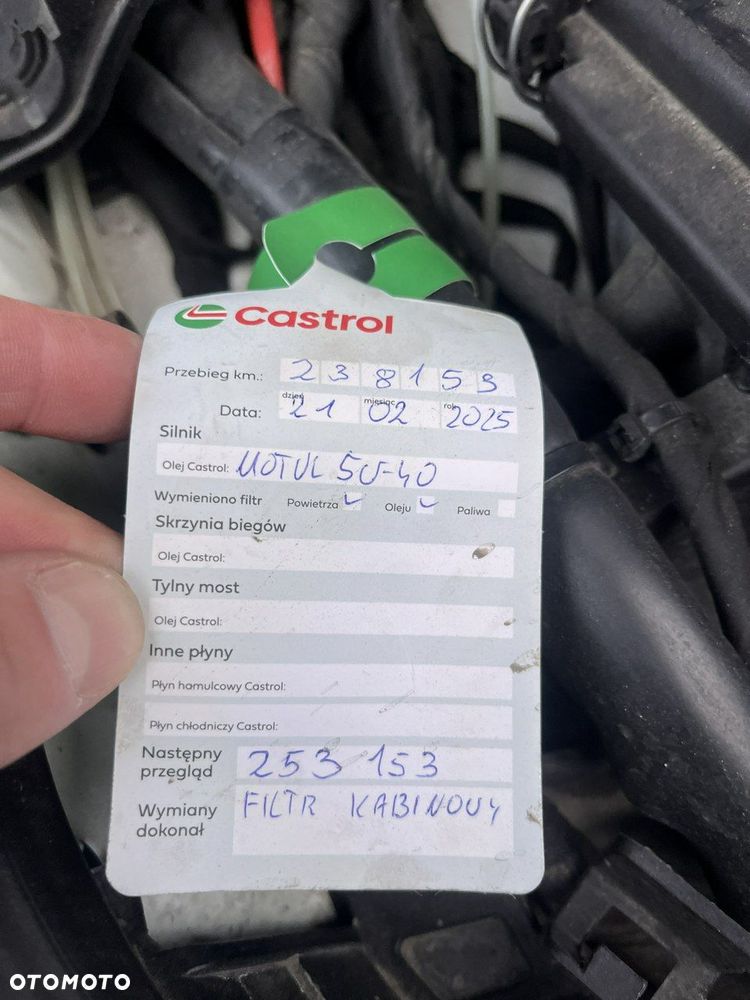 Castrol
Przebieg km.: 238153
Data: dzień 21 miesiąc 02 rok 2025
Silnik
Olej Castrol: MOTUL 5W-40
Wymieniono filtr Powietrza ✓ Oleju ✓ Paliwa
Skrzynia biegów
Olej Castrol:
Tylny most
Olej Castrol:
Inne płyny
Płyn hamulcowy Castrol:
Płyn chłodniczy Castrol:
Następny przegląd 253 153
Wymiany dokonał FILTR KABINOWY
OTOMOTO